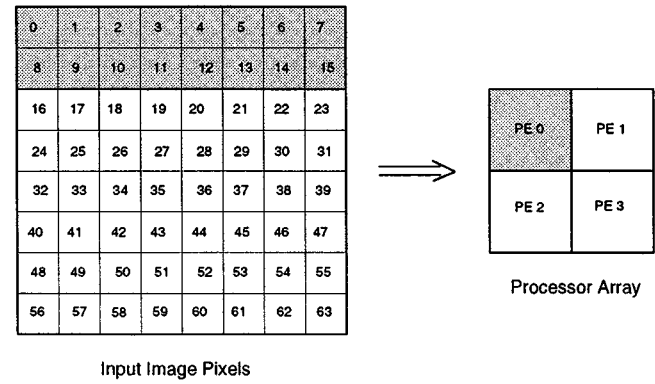 0 1 2 3 4 5 6 7
8 9 10 11 12 13 14 15
16 17 18 19 20 21 22 23
24 25 26 27 28 29 30 31
32 33 34 35 36 37 38 39
40 41 42 43 44 45 46 47
48 49 50 51 52 53 54 55
56 57 58 59 60 61 62 63
Input Image Pixels
PE 0 PE 1
PE 2 PE 3
Processor Array